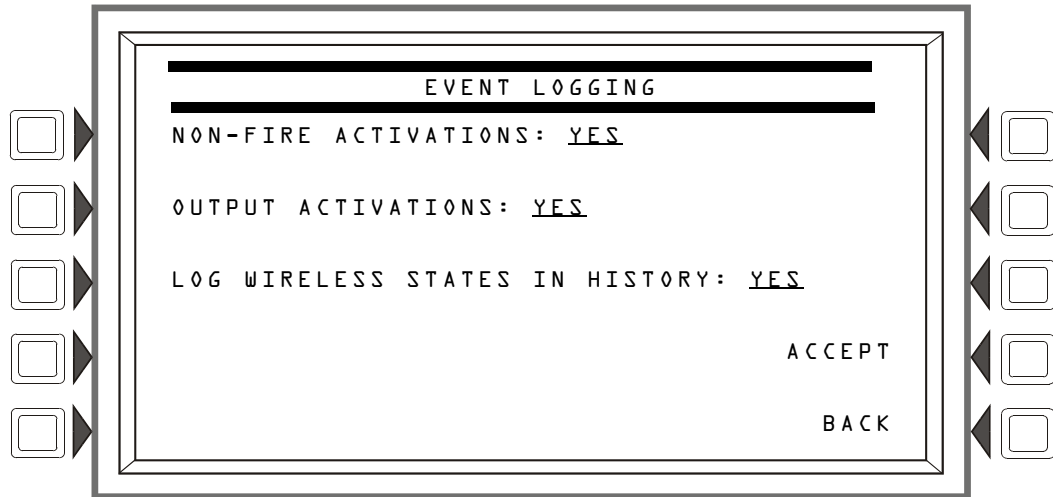 EVENT LOGGING
NON-FIRE ACTIVATIONS: YES
OUTPUT ACTIVATIONS: YES
LOG WIRELESS STATES IN HISTORY: YES
ACCEPT
BACK